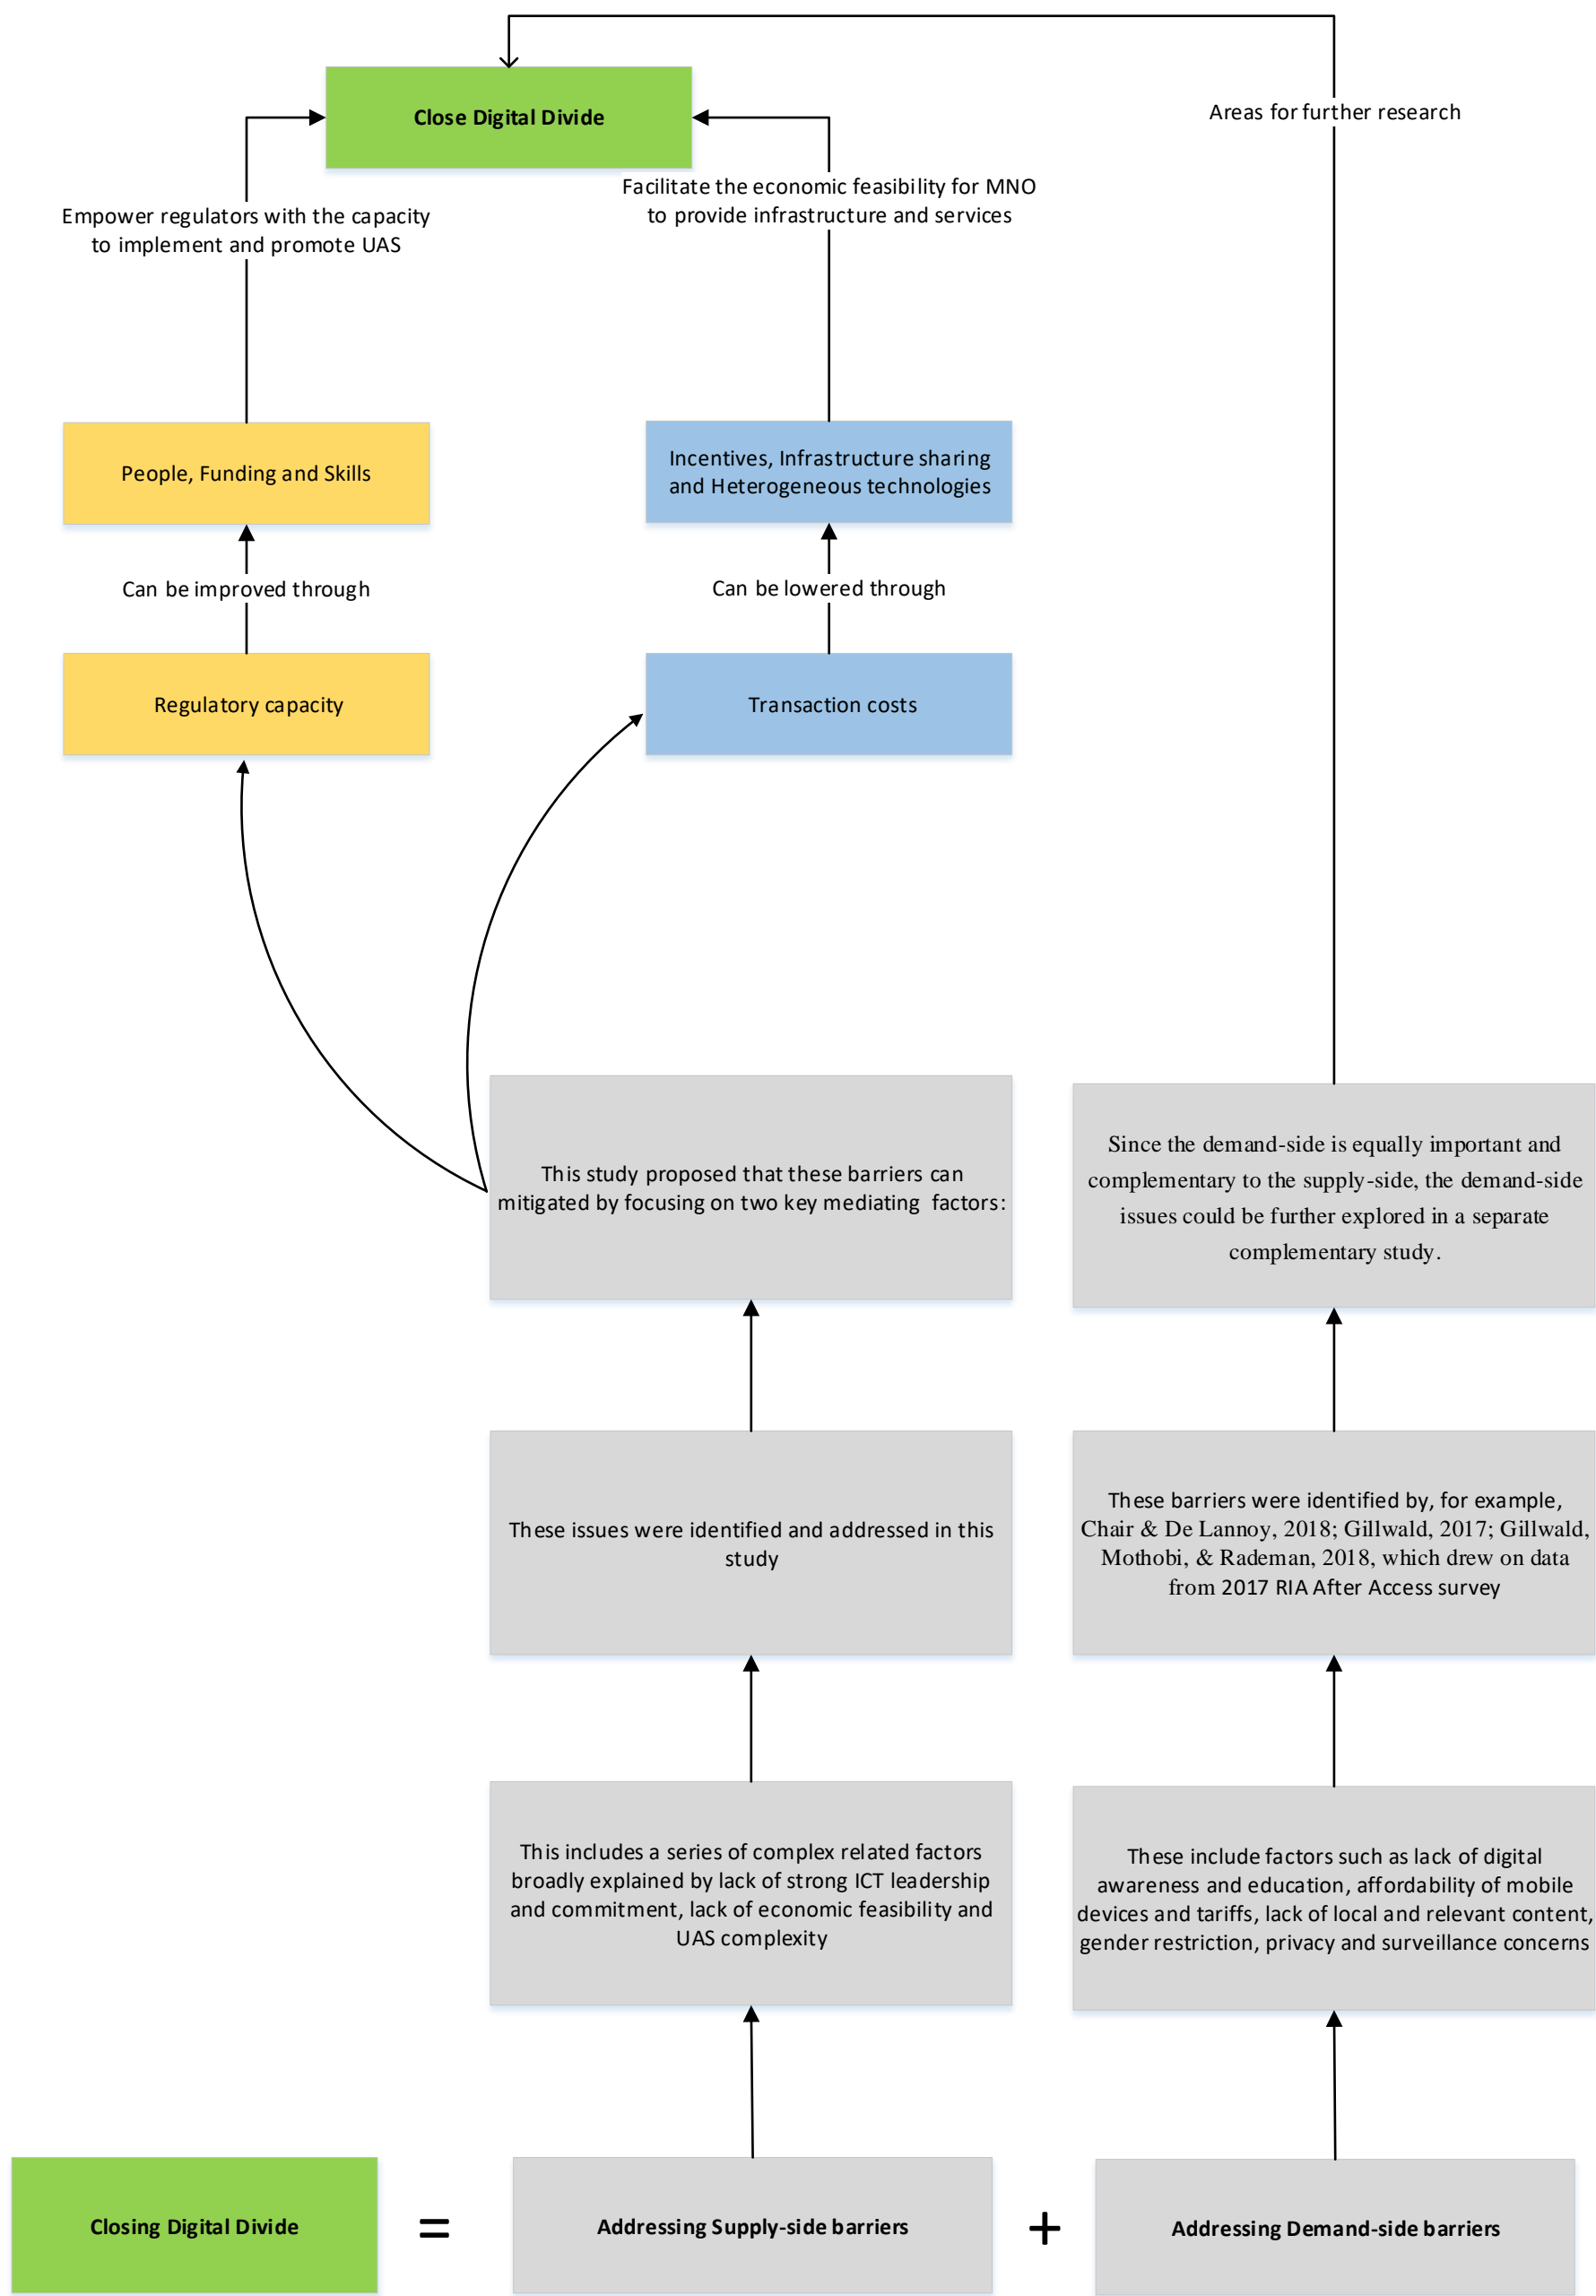 Close Digital Divide
Areas for further research
Facilitate the economic feasibility for MNO
to provide infrastructure and services
Empower regulators with the capacity
to implement and promote UAS
People, Funding and Skills
Incentives, Infrastructure sharing
and Heterogeneous technologies
Can be improved through
Can be lowered through
Regulatory capacity
Transaction costs
This study proposed that these barriers can
mitigated by focusing on two key mediating factors:
Since the demand-side is equally important and
complementary to the supply-side, the demand-side
issues could be further explored in a separate
complementary study.
These issues were identified and addressed in this
study
These barriers were identified by, for example,
Chair & De Lannoy, 2018; Gillwald, 2017; Gillwald,
Mothobi, & Rademan, 2018, which drew on data
from 2017 RIA After Access survey
This includes a series of complex related factors
broadly explained by lack of strong ICT leadership
and commitment, lack of economic feasibility and
UAS complexity
These include factors such as lack of digital
awareness and education, affordability of mobile
devices and tariffs, lack of local and relevant content,
gender restriction, privacy and surveillance concerns
Closing Digital Divide
=
Addressing Supply-side barriers
+
Addressing Demand-side barriers